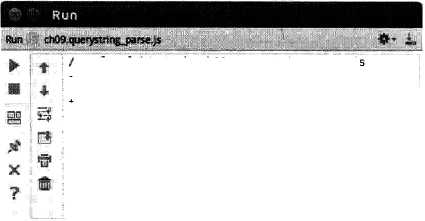 Run
Run ch09.querystring_parse.js
/ 5
-
+